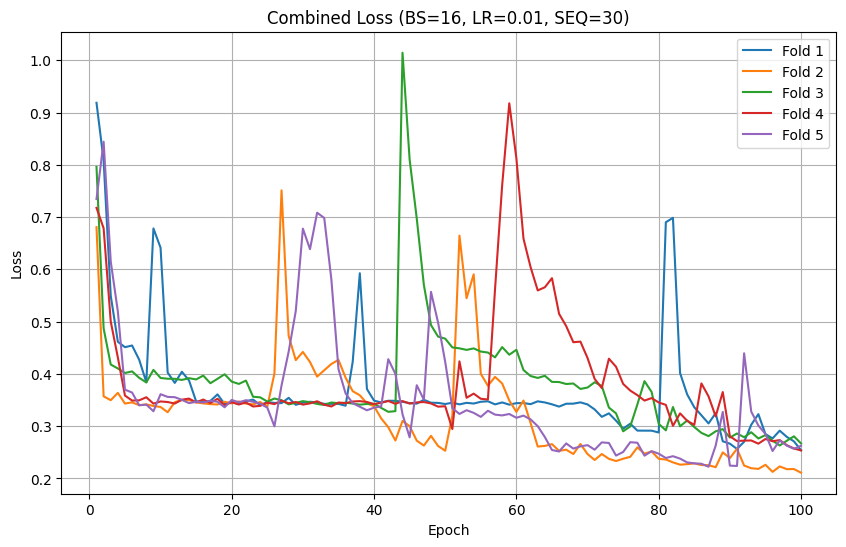 Combined Loss (BS=16, LR=0.01, SEQ=30)
Loss
1.0
0.9
0.8
0.7
0.6
0.5
0.4
0.3
0.2
Fold 1
Fold 2
Fold 3
Fold 4
Fold 5
0 20 40 60 80 100
Epoch